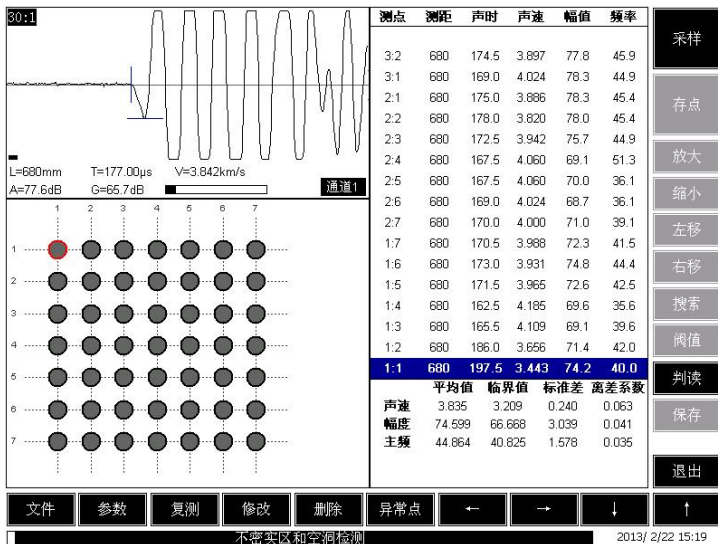 30:1
L=680mm T=177.00μs V=3.842km/s
A=77.6dB G=65.7dB 通道1
1 2 3 4 5 6 7
1
2
3
4
5
6
7
测点 测距 声时 声速 幅值 频率
3:2 680 174.5 3.897 77.8 45.9
3:1 680 169.0 4.024 78.3 44.9
2:1 680 175.0 3.886 78.3 45.4
2:2 680 178.0 3.820 78.0 45.4
2:3 680 172.5 3.942 75.7 44.9
2:4 680 167.5 4.060 69.1 51.3
2:5 680 167.5 4.060 70.0 36.1
2:6 680 169.0 4.024 68.7 36.1
2:7 680 170.0 4.000 71.0 39.1
1:7 680 170.5 3.988 72.3 41.5
1:6 680 173.0 3.931 74.8 44.4
1:5 680 171.5 3.965 72.6 42.5
1:4 680 162.5 4.185 69.6 35.6
1:3 680 165.5 4.109 69.1 39.6
1:2 680 186.0 3.656 71.4 42.0
1:1 680 197.5 3.443 74.2 40.0
平均值 临界值 标准差 离差系数
声速 3.835 3.209 0.240 0.063
幅度 74.599 66.668 3.039 0.041
主频 44.864 40.825 1.578 0.035
采样
存点
放大
缩小
左移
右移
搜索
阀值
判读
保存
退出
文件 参数 复测 修改 删除 异常点 ← → ↓ ↑
不密实区和空洞检测 2013/ 2/22 15:19